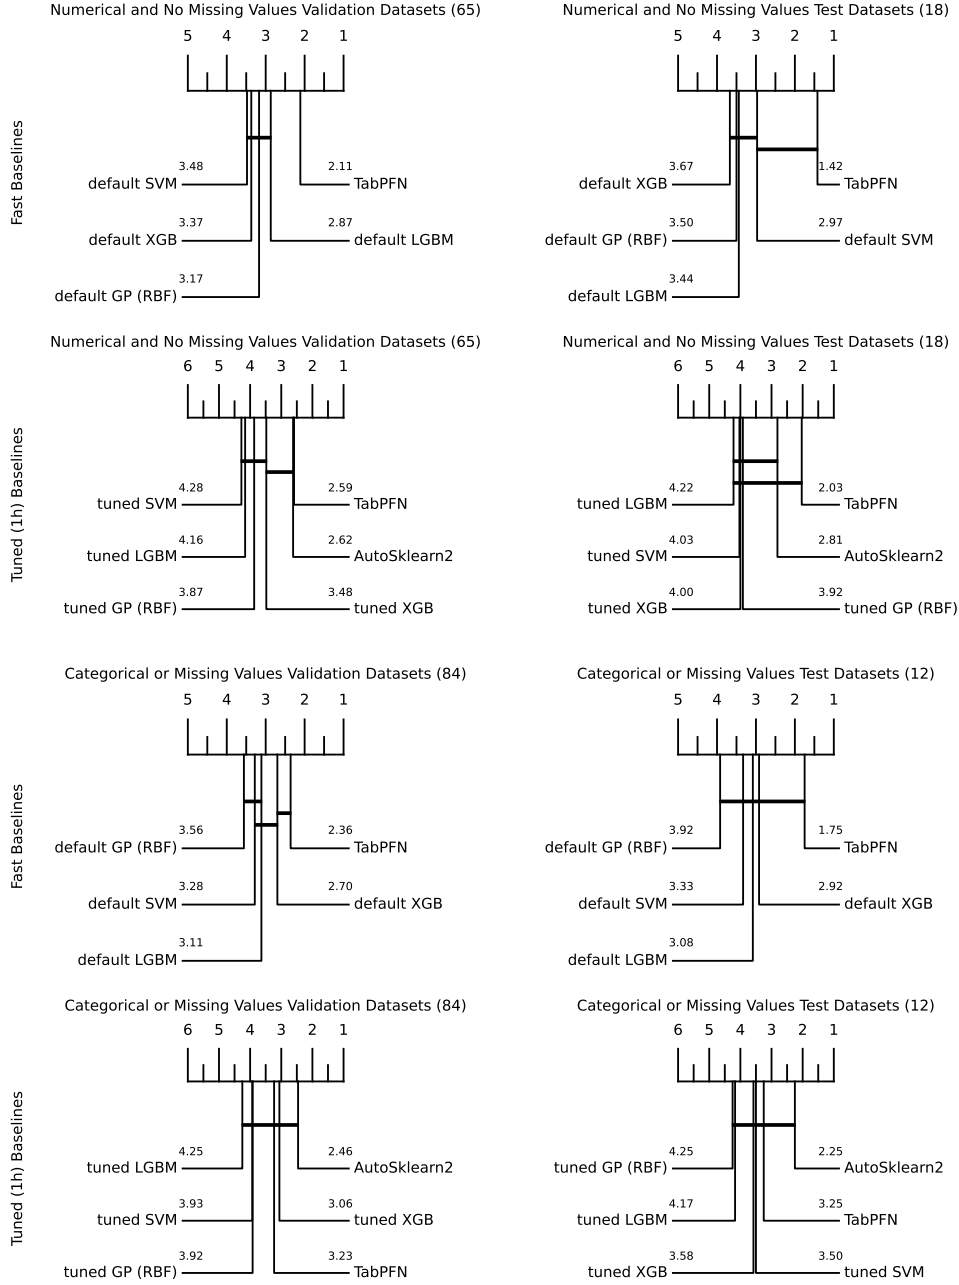 Numerical and No Missing Values Validation Datasets (65)
5 4 3 2 1
Fast Baselines
3.48 2.11
default SVM TabPFN
3.37 2.87
default XGB default LGBM
3.17
default GP (RBF)
Numerical and No Missing Values Test Datasets (18)
5 4 3 2 1
3.67 1.42
default XGB TabPFN
3.50 2.97
default GP (RBF) default SVM
3.44
default LGBM
Numerical and No Missing Values Validation Datasets (65)
6 5 4 3 2 1
Tuned (1h) Baselines
4.28 2.59
tuned SVM TabPFN
4.16 2.62
tuned LGBM AutoSklearn2
3.87 3.48
tuned GP (RBF) tuned XGB
Numerical and No Missing Values Test Datasets (18)
6 5 4 3 2 1
4.22 2.03
tuned LGBM TabPFN
4.03 2.81
tuned SVM AutoSklearn2
4.00 3.92
tuned XGB tuned GP (RBF)
Categorical or Missing Values Validation Datasets (84)
5 4 3 2 1
Fast Baselines
3.56 2.36
default GP (RBF) TabPFN
3.28 2.70
default SVM default XGB
3.11
default LGBM
Categorical or Missing Values Test Datasets (12)
5 4 3 2 1
3.92 1.75
default GP (RBF) TabPFN
3.33 2.92
default SVM default XGB
3.08
default LGBM
Categorical or Missing Values Validation Datasets (84)
6 5 4 3 2 1
Tuned (1h) Baselines
4.25 2.46
tuned LGBM AutoSklearn2
3.93 3.06
tuned SVM tuned XGB
3.92 3.23
tuned GP (RBF) TabPFN
Categorical or Missing Values Test Datasets (12)
6 5 4 3 2 1
4.25 2.25
tuned GP (RBF) AutoSklearn2
4.17 3.25
tuned LGBM TabPFN
3.58 3.50
tuned XGB tuned SVM